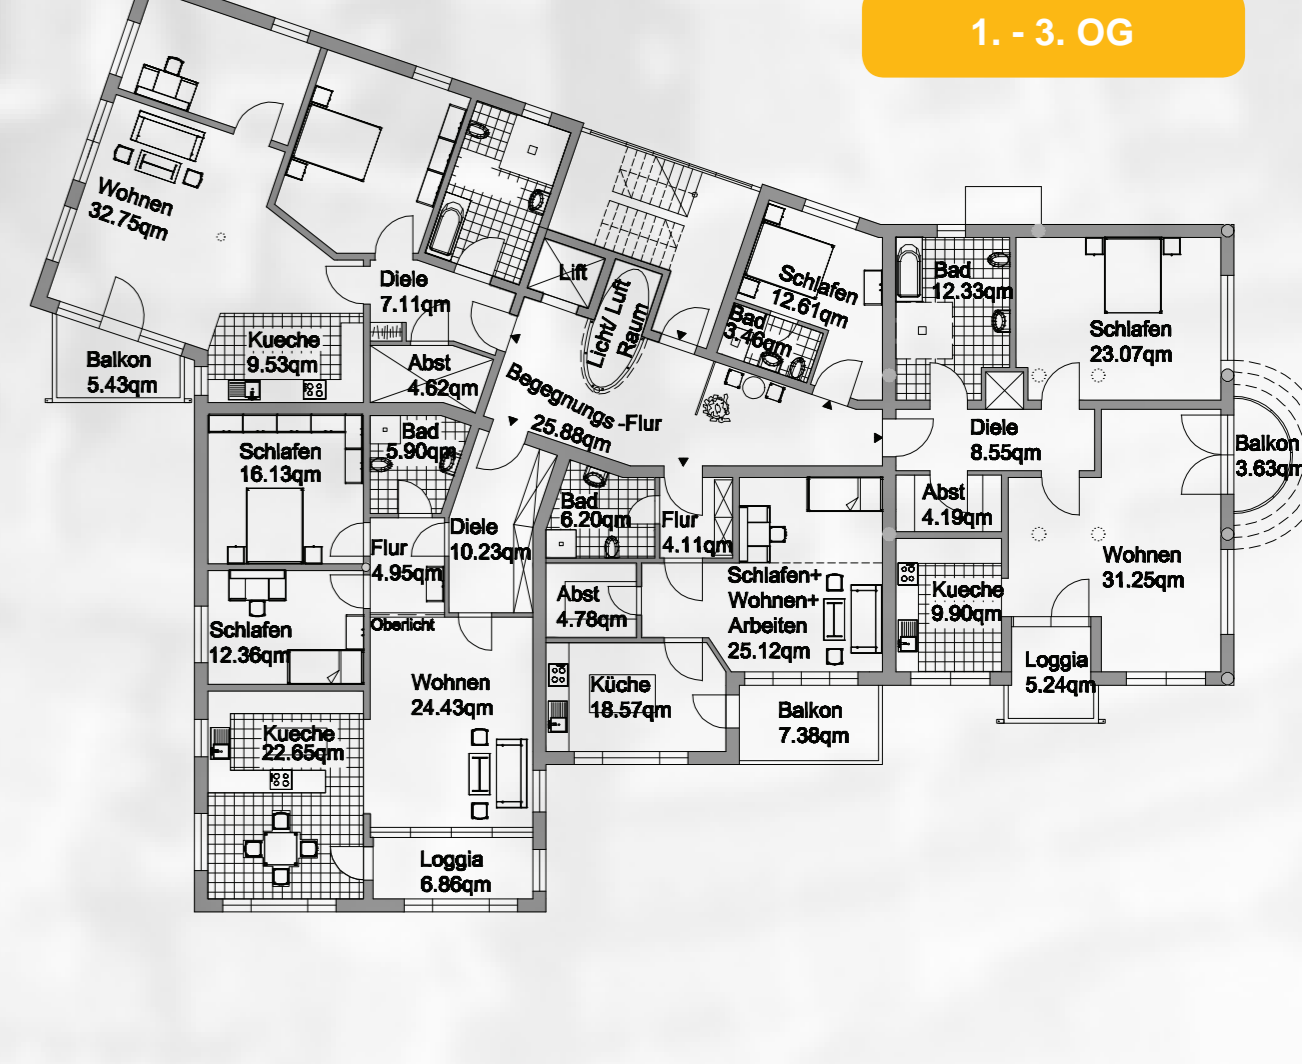 1. - 3. OG
Wohnen
32.75qm
Diele
7.11qm
Lift
Licht/ Luft
Raum
Schlafen
12.61qm
Bad
3.46qm
Bad
12.33qm
Schlafen
23.07qm
Balkon
5.43qm
Kueche
9.53qm
Abst
4.62qm
Begegnungs -Flur
25.88qm
Diele
8.55qm
Balkon
3.63qm
Schlafen
16.13qm
Bad
5.90qm
Bad
6.20qm
Flur
4.11qm
Abst
4.19qm
Flur
4.95qm
Diele
10.23qm
Wohnen
31.25qm
Schlafen
12.36qm
Oberlicht
Abst
4.78qm
Schlafen+
Wohnen+
Arbeiten
25.12qm
Kueche
9.90qm
Loggia
5.24qm
Wohnen
24.43qm
Küche
18.57qm
Balkon
7.38qm
Kueche
22.65qm
Loggia
6.86qm